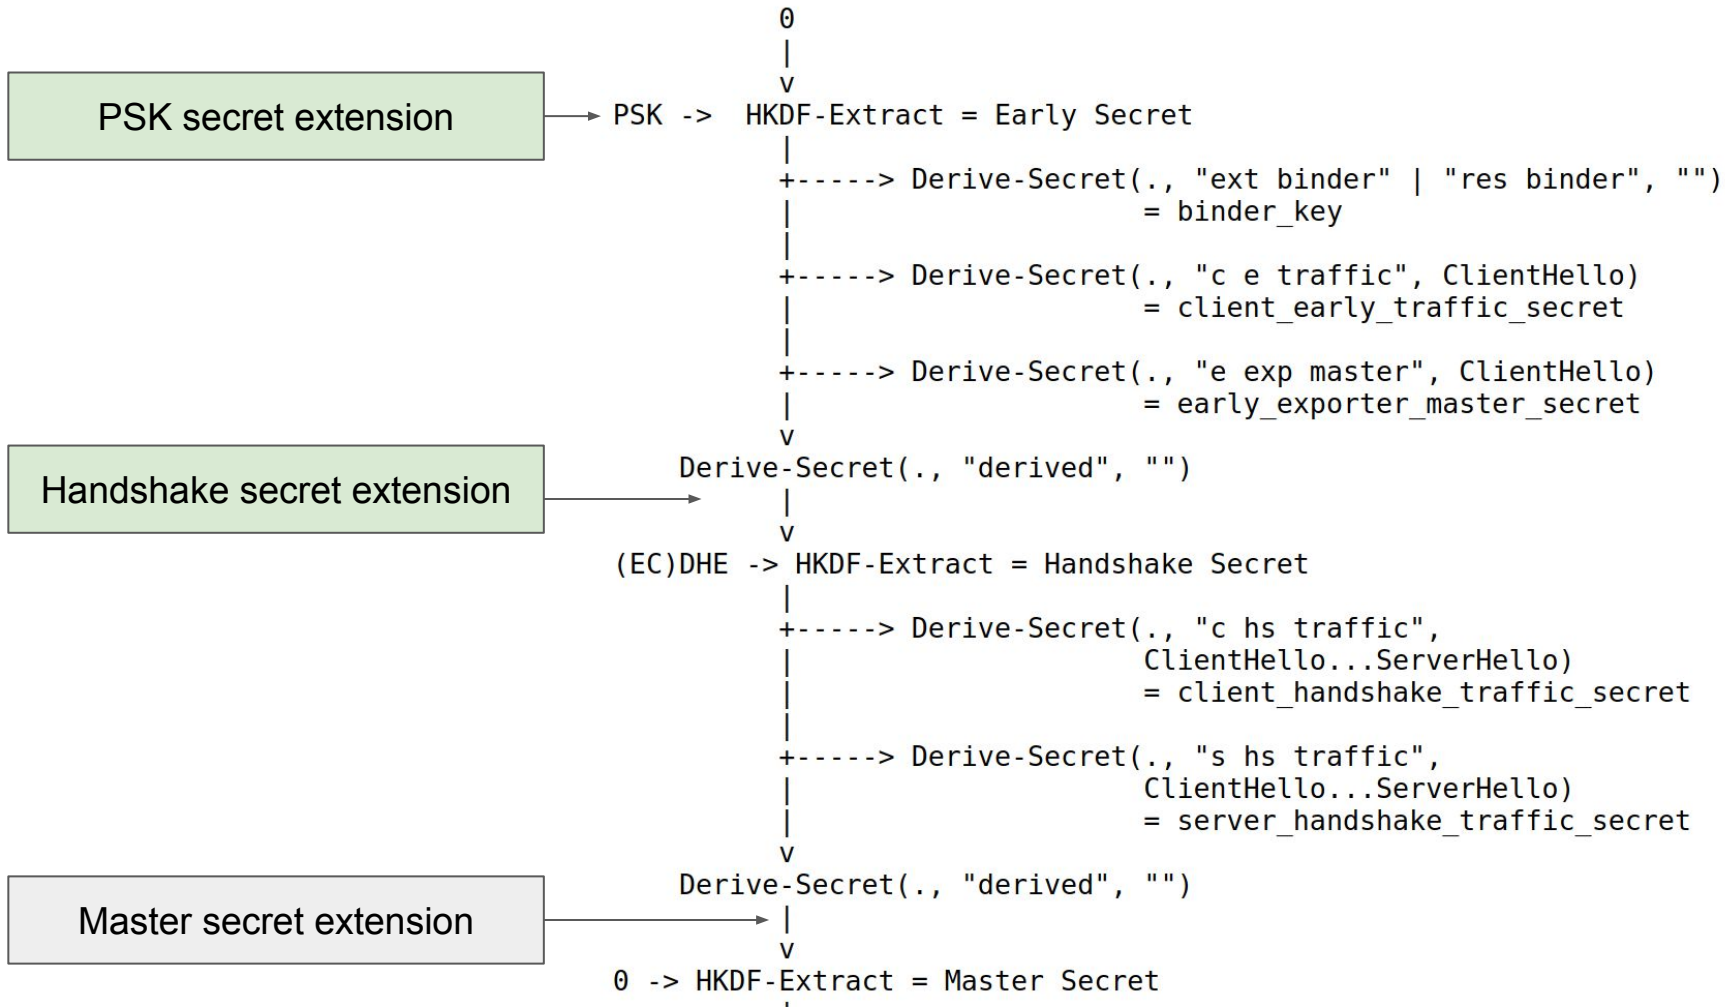 0
|
v
PSK secret extension
PSK ->  HKDF-Extract = Early Secret
|
+-----> Derive-Secret(., "ext binder" | "res binder", "")
|                     = binder_key
|
+-----> Derive-Secret(., "c e traffic", ClientHello)
|                     = client_early_traffic_secret
|
+-----> Derive-Secret(., "e exp master", ClientHello)
|                     = early_exporter_master_secret
v
Derive-Secret(., "derived", "")
Handshake secret extension
|
v
(EC)DHE -> HKDF-Extract = Handshake Secret
|
+-----> Derive-Secret(., "c hs traffic",
|                     ClientHello...ServerHello)
|                     = client_handshake_traffic_secret
|
+-----> Derive-Secret(., "s hs traffic",
|                     ClientHello...ServerHello)
|                     = server_handshake_traffic_secret
v
Derive-Secret(., "derived", "")
Master secret extension
|
v
0 -> HKDF-Extract = Master Secret
|